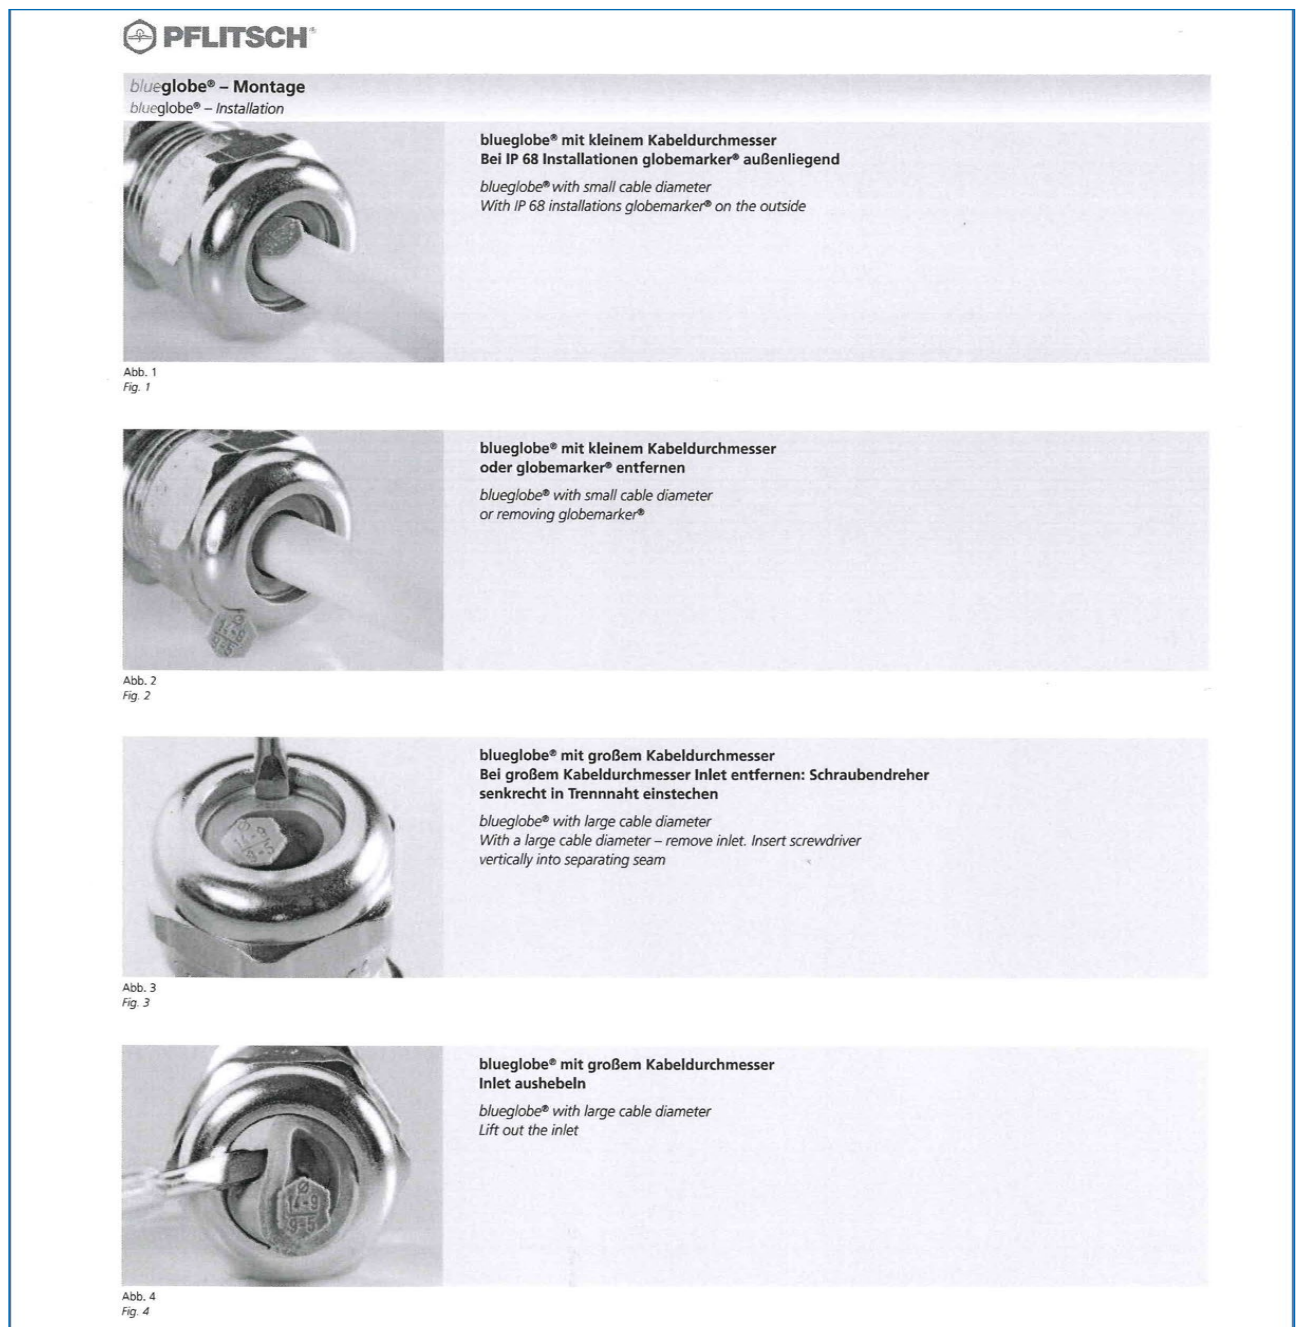 PFLITSCH®
blueglobe® – Montage
blueglobe® – Installation
blueglobe® mit kleinem Kabeldurchmesser
Bei IP 68 Installationen globemarker® außenliegend
blueglobe® with small cable diameter
With IP 68 installations globemarker® on the outside
Abb. 1
Fig. 1
blueglobe® mit kleinem Kabeldurchmesser
oder globemarker® entfernen
blueglobe® with small cable diameter
or removing globemarker®
Abb. 2
Fig. 2
blueglobe® mit großem Kabeldurchmesser
Bei großem Kabeldurchmesser Inlet entfernen: Schraubendreher
senkrecht in Trennnaht einstechen
blueglobe® with large cable diameter
With a large cable diameter – remove inlet. Insert screwdriver
vertically into separating seam
Abb. 3
Fig. 3
blueglobe® mit großem Kabeldurchmesser
Inlet aushebeln
blueglobe® with large cable diameter
Lift out the inlet
Ø
14-9
9-5
Abb. 4
Fig. 4